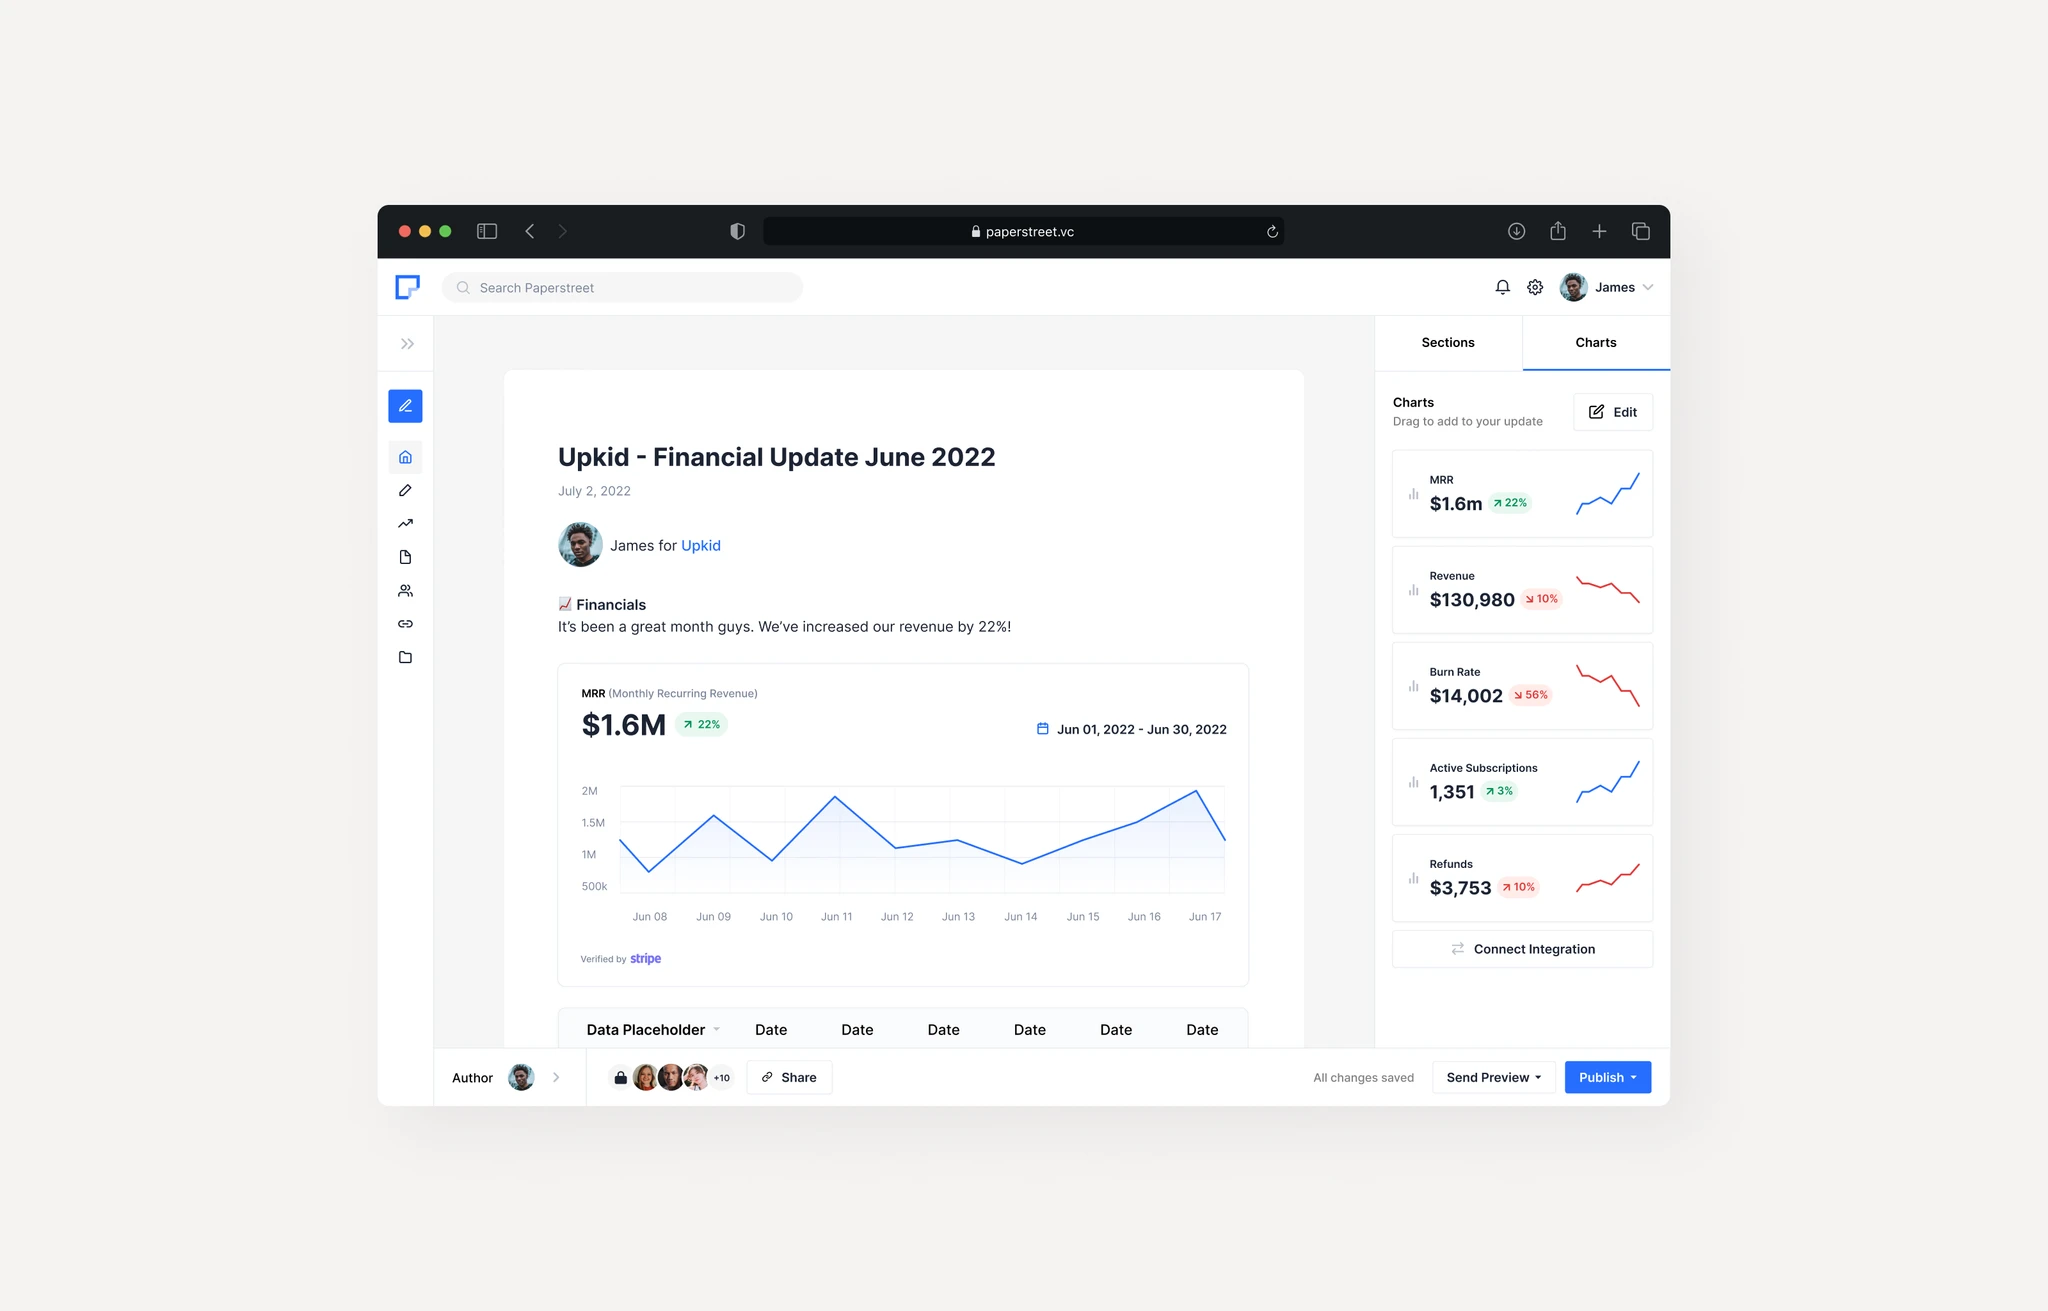 paperstreet.vc
Search Paperstreet
James
Sections
Charts
Upkid - Financial Update June 2022
July 2, 2022
James for Upkid
📈 Financials
It's been a great month guys. We've increased our revenue by 22%!
MRR (Monthly Recurring Revenue)
$1.6M 22%
Jun 01, 2022 - Jun 30, 2022
2M
1.5M
1M
500k
Jun 08 Jun 09 Jun 10 Jun 11 Jun 12 Jun 13 Jun 14 Jun 15 Jun 16 Jun 17
Verified by stripe
Data Placeholder Date Date Date Date Date Date
Charts
Drag to add to your update
Edit
MRR
$1.6m 22%
Revenue
$130,980 10%
Burn Rate
$14,002 56%
Active Subscriptions
1,351 3%
Refunds
$3,753 10%
Connect Integration
Author
+10
Share
All changes saved
Send Preview
Publish